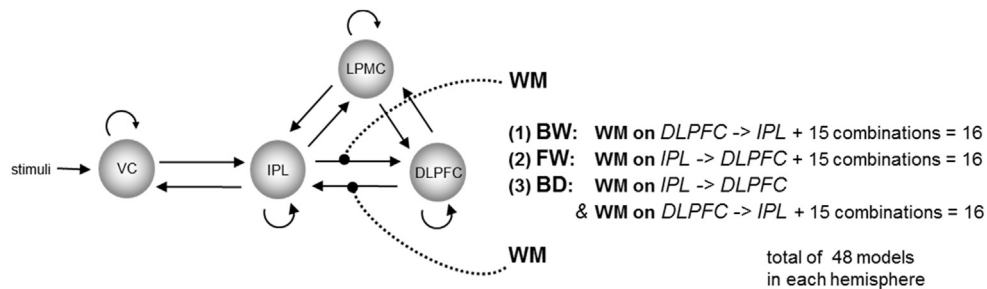 LPMC
WM
stimuli
VC
IPL
DLPFC
(1) BW: WM on DLPFC -> IPL + 15 combinations = 16
(2) FW: WM on IPL -> DLPFC + 15 combinations = 16
(3) BD: WM on IPL -> DLPFC
& WM on DLPFC -> IPL + 15 combinations = 16
WM
total of 48 models
in each hemisphere